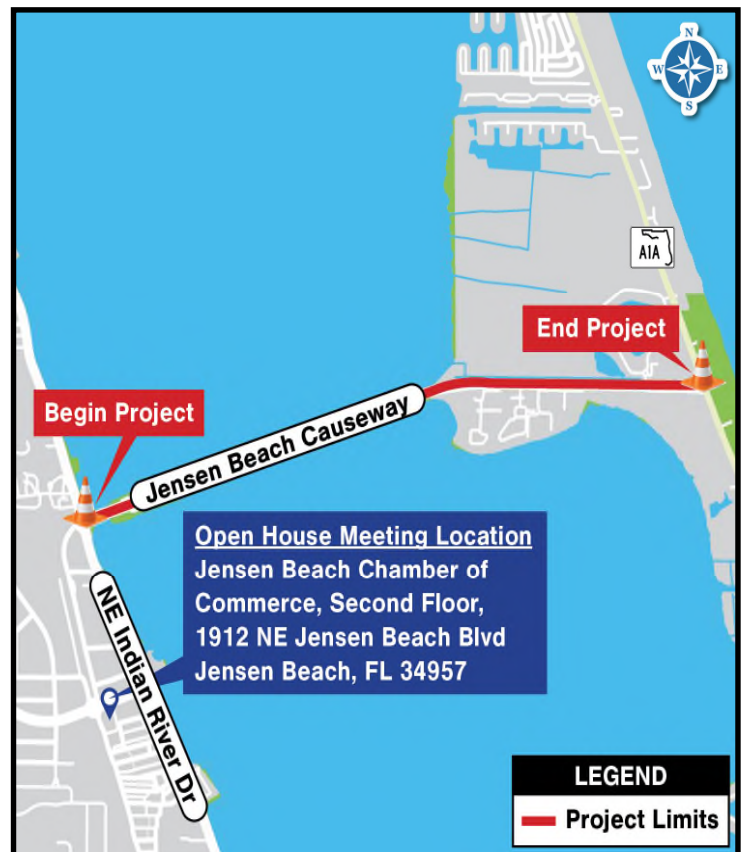 N
W
E
S
A1A
End Project
Begin Project
Jensen Beach Causeway
Open House Meeting Location
Jensen Beach Chamber of
Commerce, Second Floor,
1912 NE Jensen Beach Blvd
Jensen Beach, FL 34957
NE Indian River Dr
LEGEND
Project Limits